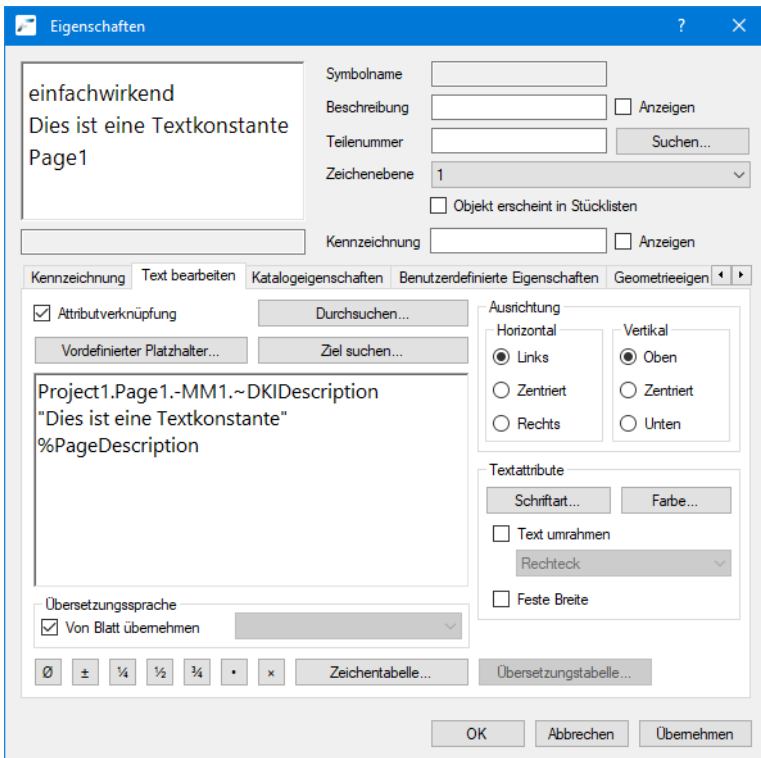 Eigenschaften ? ×
einfachwirkend
Dies ist eine Textkonstante
Page1
Symbolname
Beschreibung Anzeigen
Teilenummer Suchen...
Zeichenebene 1
Objekt erscheint in Stücklisten
Kennzeichnung Anzeigen
Kennzeichnung Text bearbeiten Katalogeigenschaften Benutzerdefinierte Eigenschaften Geometrieeigen
Attributverknüpfung Durchsuchen...
Vordefinierter Platzhalter... Ziel suchen...
Project1.Page1.-MM1.~DKIDescription
"Dies ist eine Textkonstante"
%PageDescription
Ausrichtung
Horizontal Vertikal
Links Oben
Zentriert Zentriert
Rechts Unten
Textattribute
Schriftart... Farbe...
Text umrahmen
Rechteck
Feste Breite
Übersetzungssprache
Von Blatt übernehmen
Ø ± ¼ ½ ¾ • × Zeichentabelle... Übersetzungstabelle...
OK Abbrechen Übernehmen